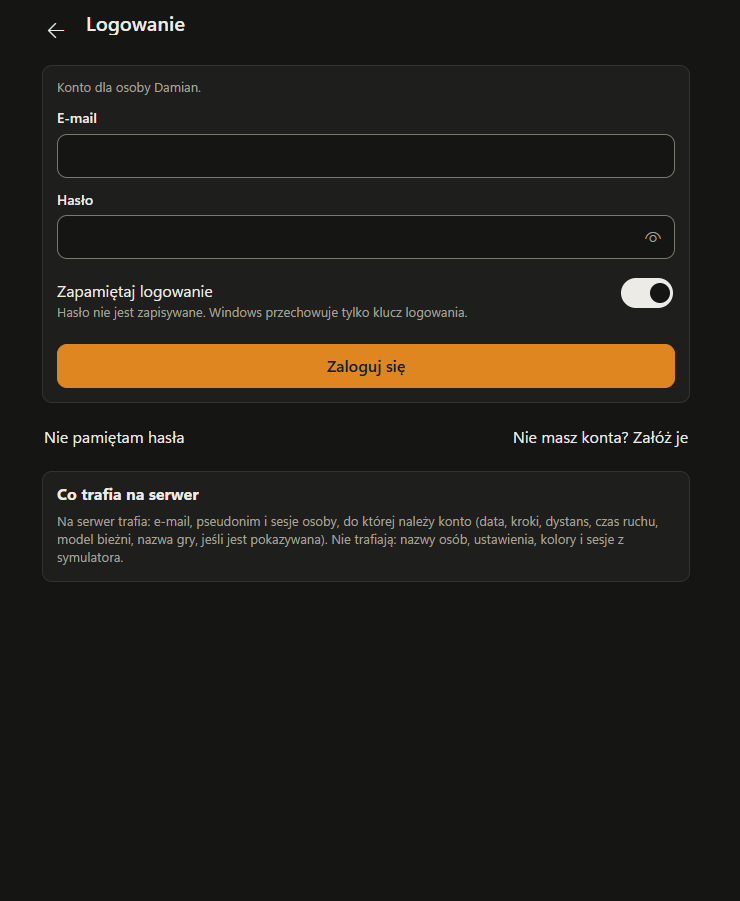 Logowanie
Konto dla osoby Damian.
E-mail
Hasło
Zapamiętaj logowanie
Hasło nie jest zapisywane. Windows przechowuje tylko klucz logowania.
Zaloguj się
Nie pamiętam hasła
Nie masz konta? Załóż je
Co trafia na serwer
Na serwer trafia: e-mail, pseudonim i sesje osoby, do której należy konto (data, kroki, dystans, czas ruchu,
model bieżni, nazwa gry, jeśli jest pokazywana). Nie trafiają: nazwy osób, ustawienia, kolory i sesje z
symulatora.